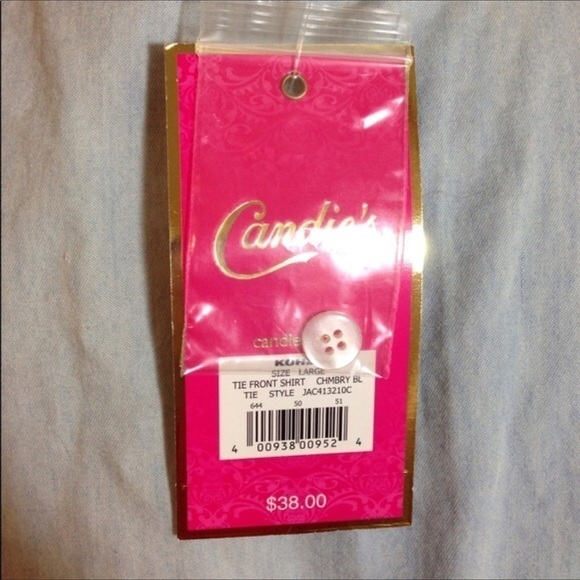 Candie's
candie
KOHL
SIZE LARGE
TIE FRONT SHIRT CHMBRY BL
TIE STYLE JAC413210C
644 50 51
4 00938 00952 4
$38.00